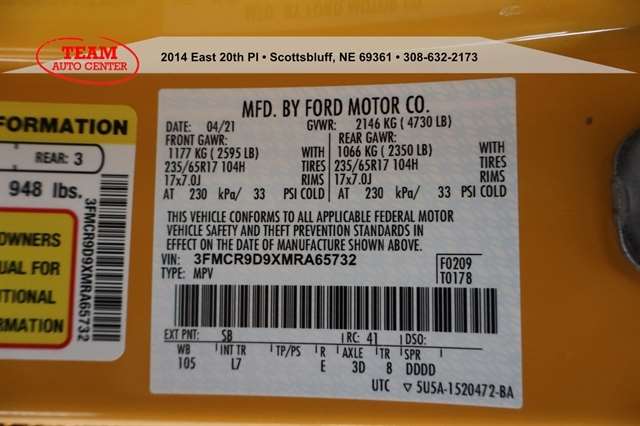 TEAM
AUTO CENTER
2014 East 20th Pl • Scottsbluff, NE 69361 • 308-632-2173
FORMATION
REAR: 3
948 lbs.
OWNERS
UAL FOR
ITIONAL
RMATION
3FMCR9D9XMRA65732
MFD. BY FORD MOTOR CO.
DATE: 04/21 GVWR: 2146 KG ( 4730 LB)
FRONT GAWR: REAR GAWR:
1177 KG ( 2595 LB) WITH 1066 KG ( 2350 LB) WITH
235/65R17 104H TIRES 235/65R17 104H TIRES
17x7.0J RIMS 17x7.0J RIMS
AT 230 kPa/ 33 PSI COLD AT 230 kPa/ 33 PSI COLD
THIS VEHICLE CONFORMS TO ALL APPLICABLE FEDERAL MOTOR
VEHICLE SAFETY AND THEFT PREVENTION STANDARDS IN
EFFECT ON THE DATE OF MANUFACTURE SHOWN ABOVE.
VIN: 3FMCR9D9XMRA65732 F0209
TYPE: MPV T0178
EXT PNT: SB RC: 41 DSO:
WB INT TR TP/PS R AXLE TR SPR
105 L7 E 3D 8 DDDD
UTC 5U5A-1520472-BA